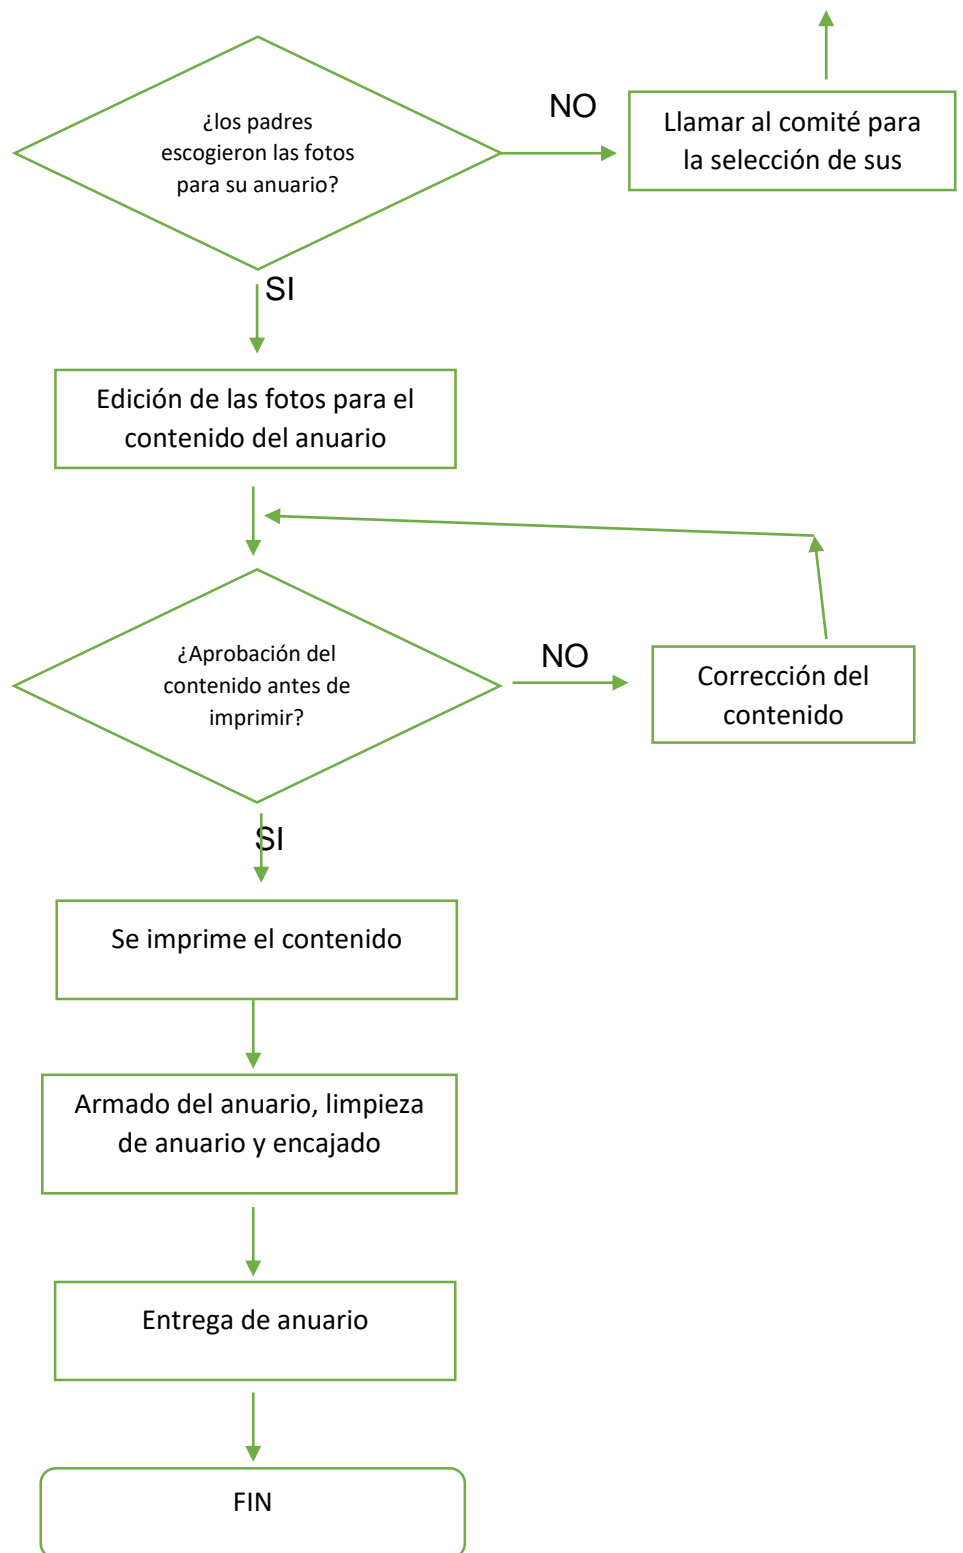 ¿los padres
escogieron las fotos
para su anuario?
NO
Llamar al comité para
la selección de sus
SI
Edición de las fotos para el
contenido del anuario
¿Aprobación del
contenido antes de
imprimir?
NO
Corrección del
contenido
SI
Se imprime el contenido
Armado del anuario, limpieza
de anuario y encajado
Entrega de anuario
FIN